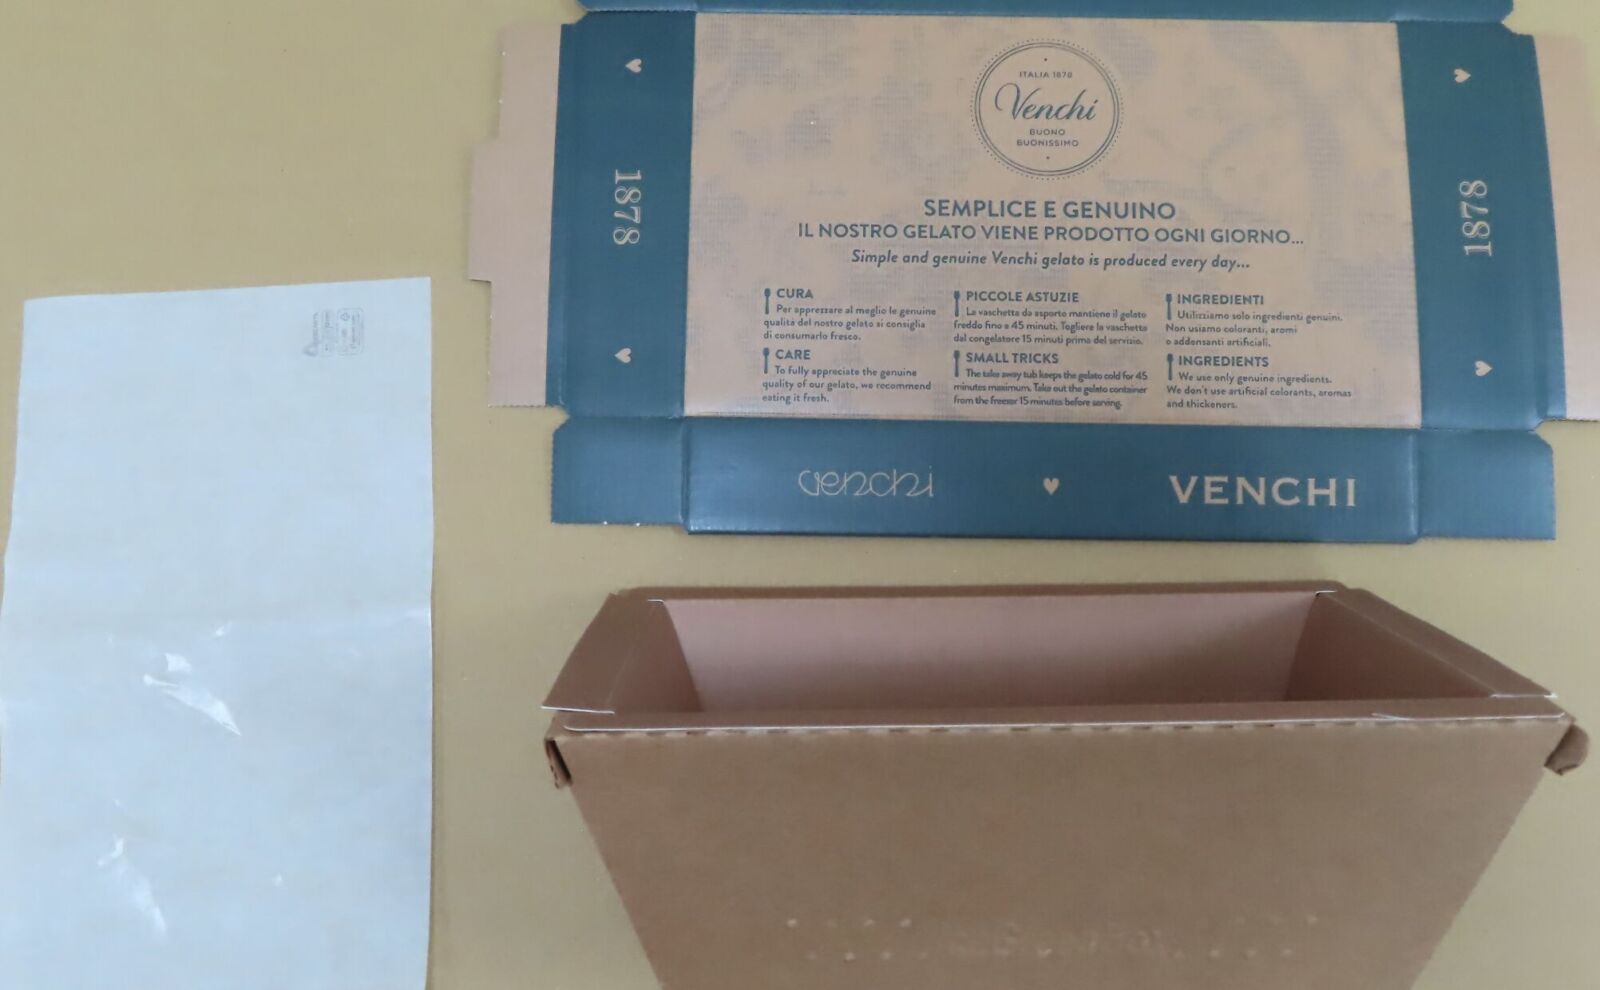 ITALIA 1878
Venchi
BUONO
BUONISSIMO
1878
1878
SEMPLICE E GENUINO
IL NOSTRO GELATO VIENE PRODOTTO OGNI GIORNO...
Simple and genuine Venchi gelato is produced every day...
CURA
Per apprezzare al meglio le genuine
qualità del nostro gelato si consiglia
di consumarlo fresco.
CARE
To fully appreciate the genuine
quality of our gelato, we recommend
eating it fresh.
PICCOLE ASTUZIE
La vaschetta da asporto mantiene il gelato
freddo fino a 45 minuti. Togliere la vaschetta
dal congelatore 15 minuti prima del servizio.
SMALL TRICKS
The take away tub keeps the gelato cold for 45
minutes maximum. Take out the gelato container
from the freezer 15 minutes before serving.
INGREDIENTI
Utilizziamo solo ingredienti genuini.
Non usiamo coloranti, aromi
o addensanti artificiali.
INGREDIENTS
We use only genuine ingredients.
We don't use artificial colorants, aromas
and thickeners.
venchi
VENCHI